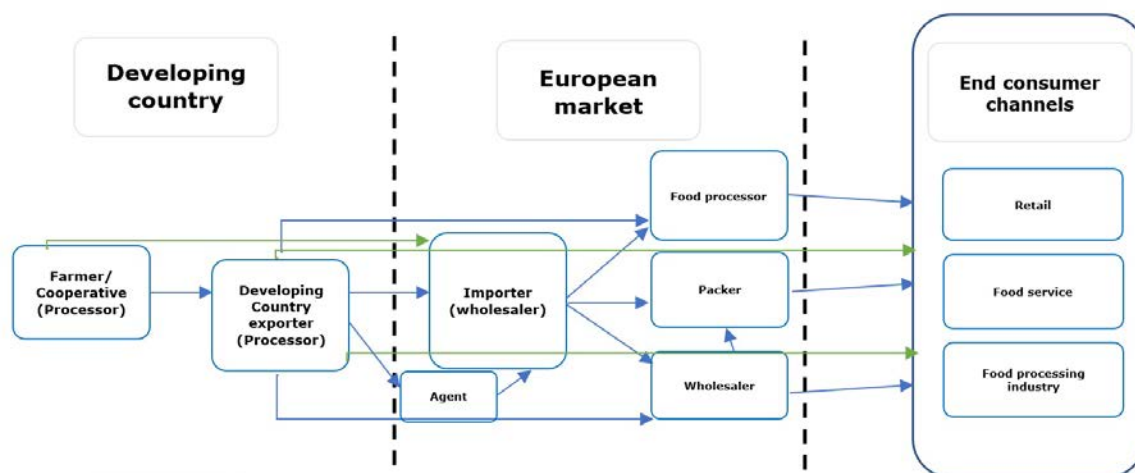 Developing
country
European
market
End consumer
channels
Food processor
Retail
Farmer/
Cooperative
(Processor)
Developing
Country
exporter
(Processor)
Importer
(wholesaler)
Packer
Food service
Agent
Wholesaler
Food processing
industry